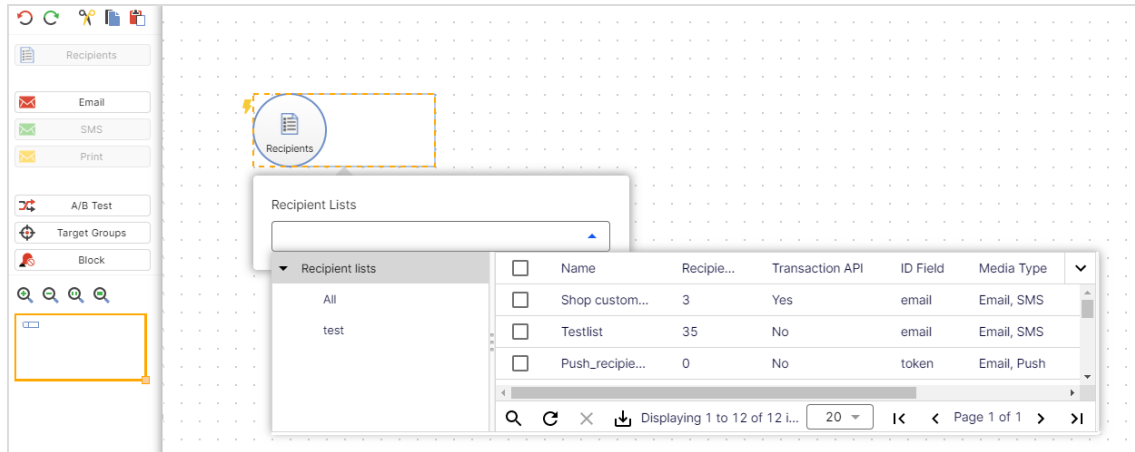 Recipients
Email
SMS
Print
A/B Test
Target Groups
Block
Recipients
Recipient Lists
Recipient lists
All
test
Name Recipie... Transaction API ID Field Media Type
Shop custom... 3 Yes email Email, SMS
Testlist 35 No email Email, SMS
Push_recipie... 0 No token Email, Push
Displaying 1 to 12 of 12 i... 20 Page 1 of 1